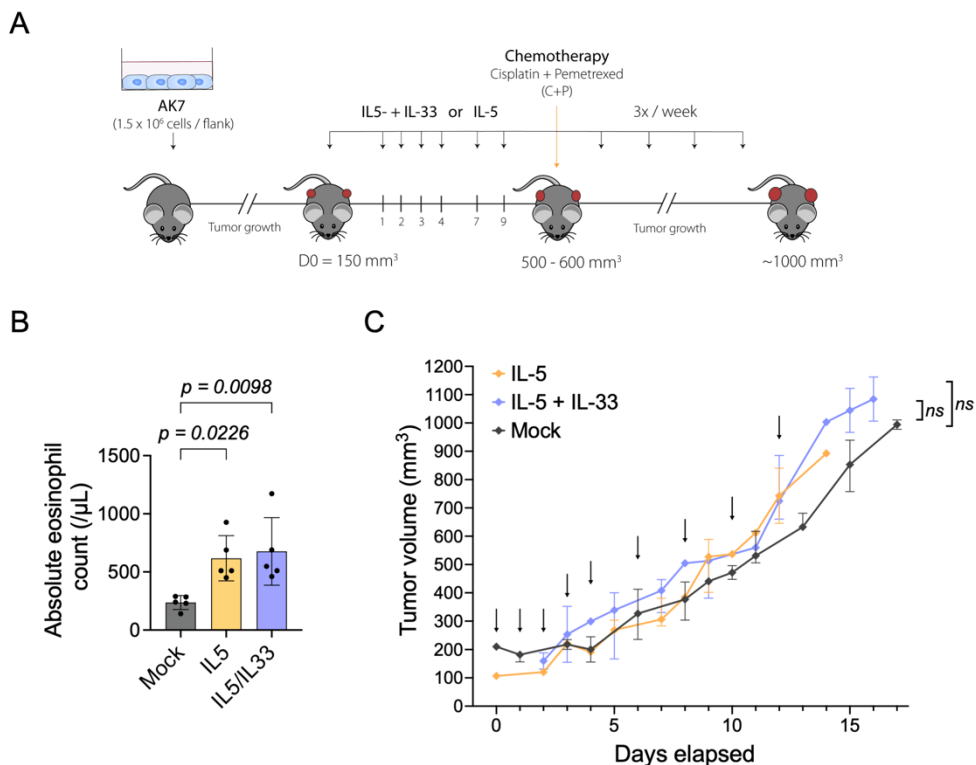 A
Chemotherapy
Cisplatin + Pemetrexed
(C+P)
AK7
(1.5 x 10⁶ cells / flank)
IL5- + IL-33 or IL-5
3x / week
Tumor growth
1 2 3 4 7 9
Tumor growth
D0 = 150 mm³
500 - 600 mm³
~1000 mm³
B
p = 0.0098
p = 0.0226
Absolute eosinophil
count (/μL)
1500
1000
500
0
Mock
IL5
IL5/IL33
C
IL-5
IL-5 + IL-33
Mock
ns
ns
Tumor volume (mm³)
1200
1100
1000
900
800
700
600
500
400
300
200
100
0
0 5 10 15
Days elapsed